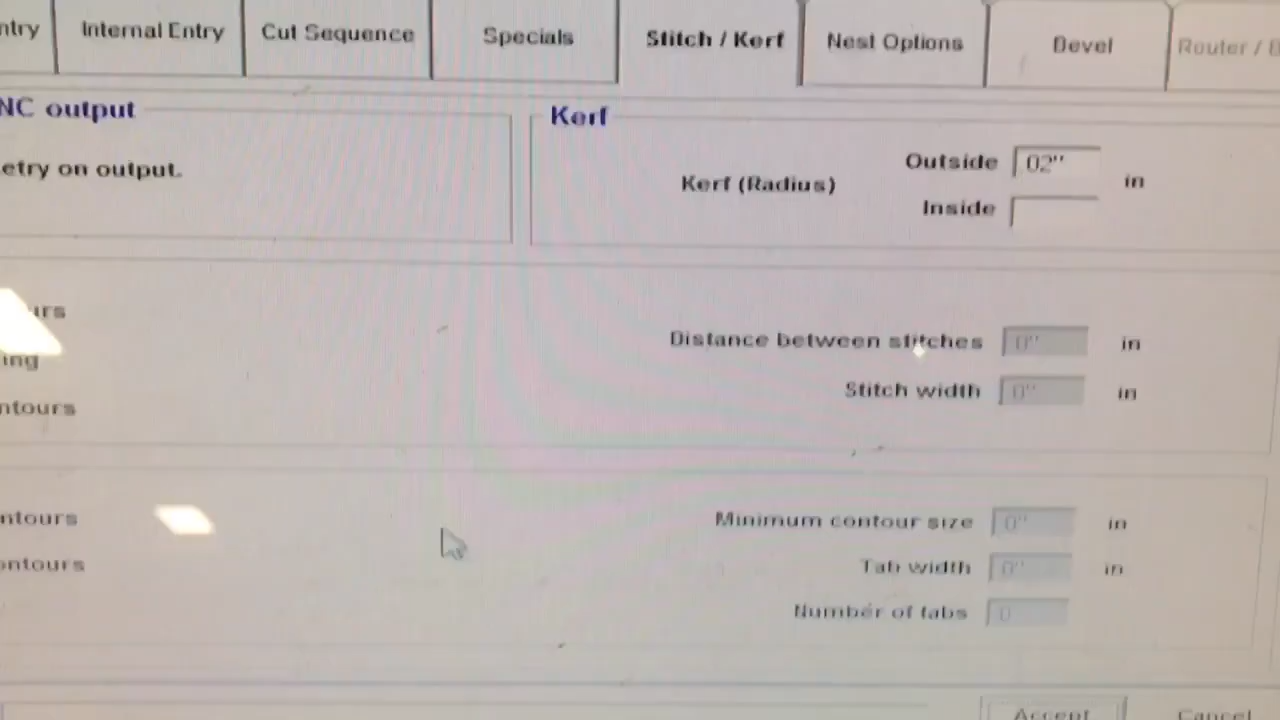 ntry Internal Entry Cut Sequence Specials Stitch / Kerf Nest Options Bevel Router /
NC output
Kerf
etry on output.
Outside 02"
Kerf (Radius) in
Inside
urs
Distance between stitches 0" in
ing
Stitch width 0" in
ntours
ntours
Minimum contour size 0" in
ontours
Tab width 0" in
Number of tabs 0
Accept Cancel